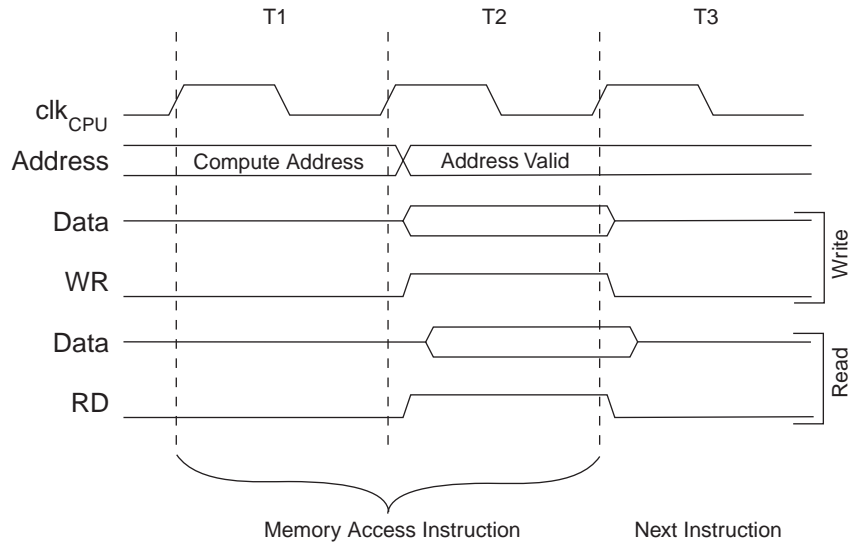 T1 T2 T3
clkCPU
Address Compute Address Address Valid
Data
WR
Write
Data
RD
Read
Memory Access Instruction Next Instruction